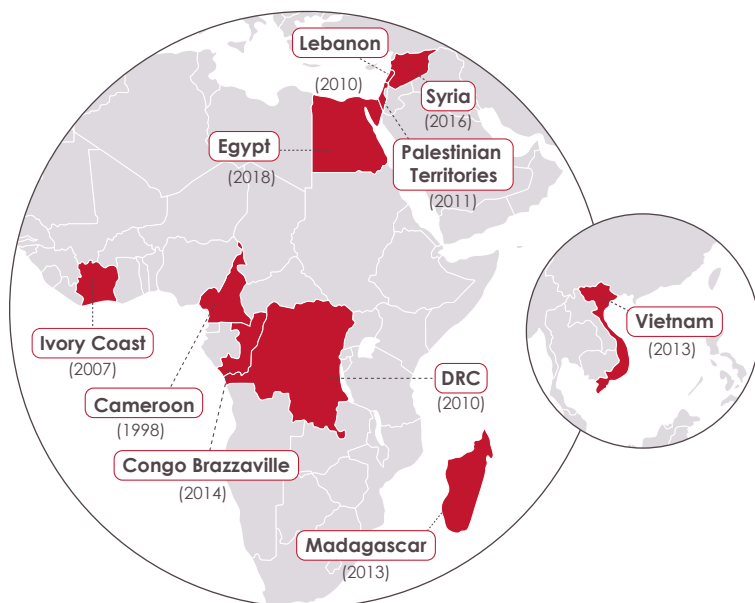 Lebanon
(2010)
Syria
(2016)
Egypt
(2018)
Palestinian
Territories
(2011)
Ivory Coast
(2007)
Cameroon
(1998)
Congo Brazzaville
(2014)
DRC
(2010)
Madagascar
(2013)
Vietnam
(2013)